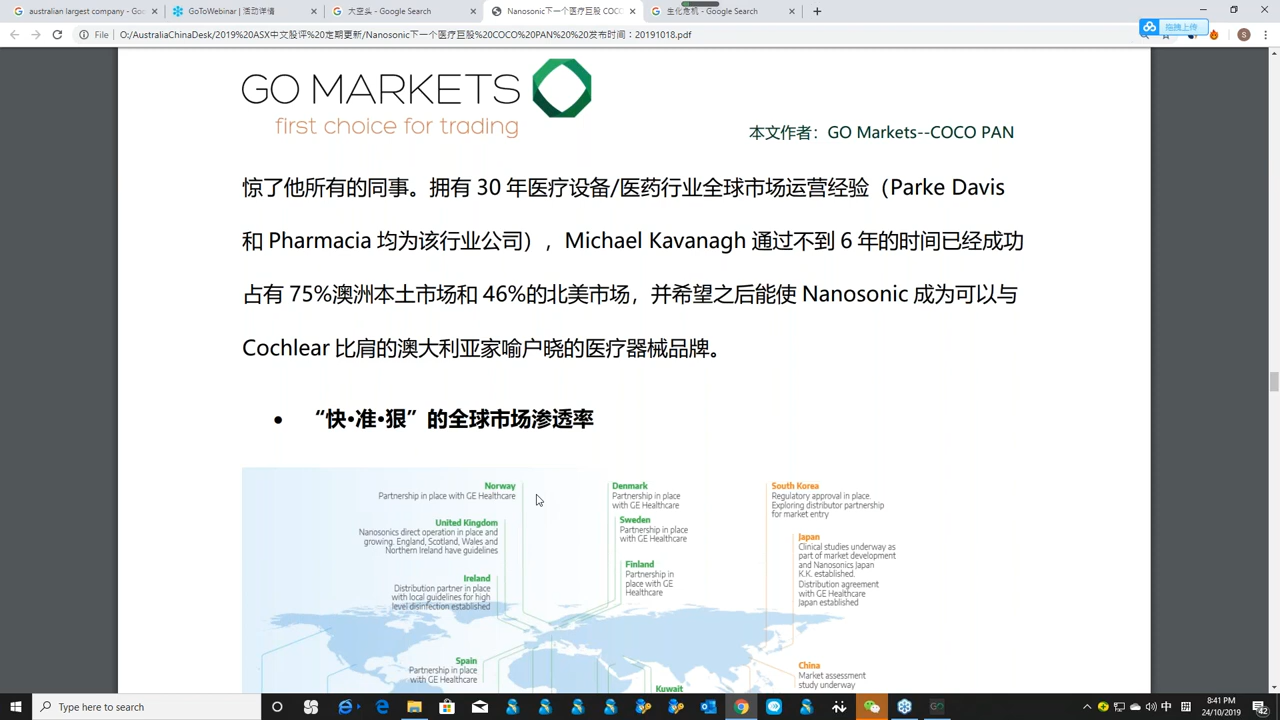 australian largest company - Goo
GoToWebinar | 活动详情
大空头 - Google Search
Nanosonic下一个医疗巨股 COCO
生化危机 - Google Search
File | O:/AustraliaChinaDesk/2019%20ASX中文股评%20定期更新/Nanosonic下一个医疗巨股%20COCO%20PAN%20%20发布时间：20191018.pdf
拖拽上传
S
GO MARKETS
first choice for trading
本文作者：GO Markets--COCO PAN
惊了他所有的同事。拥有 30 年医疗设备/医药行业全球市场运营经验（Parke Davis
和 Pharmacia 均为该行业公司），Michael Kavanagh 通过不到 6 年的时间已经成功
占有 75%澳洲本土市场和 46%的北美市场，并希望之后能使 Nanosonic 成为可以与
Cochlear 比肩的澳大利亚家喻户晓的医疗器械品牌。
• “快•准•狠”的全球市场渗透率
Norway
Partnership in place with GE Healthcare
United Kingdom
Nanosonics direct operation in place and
growing. England, Scotland, Wales and
Northern Ireland have guidelines
Ireland
Distribution partner in place
with local guidelines for high
level disinfection established
Spain
Partnership in place
with GE Healthcare
Denmark
Partnership in place
with GE Healthcare
Sweden
Partnership in place
with GE Healthcare
Finland
Partnership in
place with GE
Healthcare
Kuwait
South Korea
Regulatory approval in place.
Exploring distributor partnership
for market entry
Japan
Clinical studies underway as
part of market development
and Nanosonics Japan
K.K. established.
Distribution agreement
with GE Healthcare
Japan established
China
Market assessment
study underway
Type here to search
中
8:41 PM
24/10/2019
42